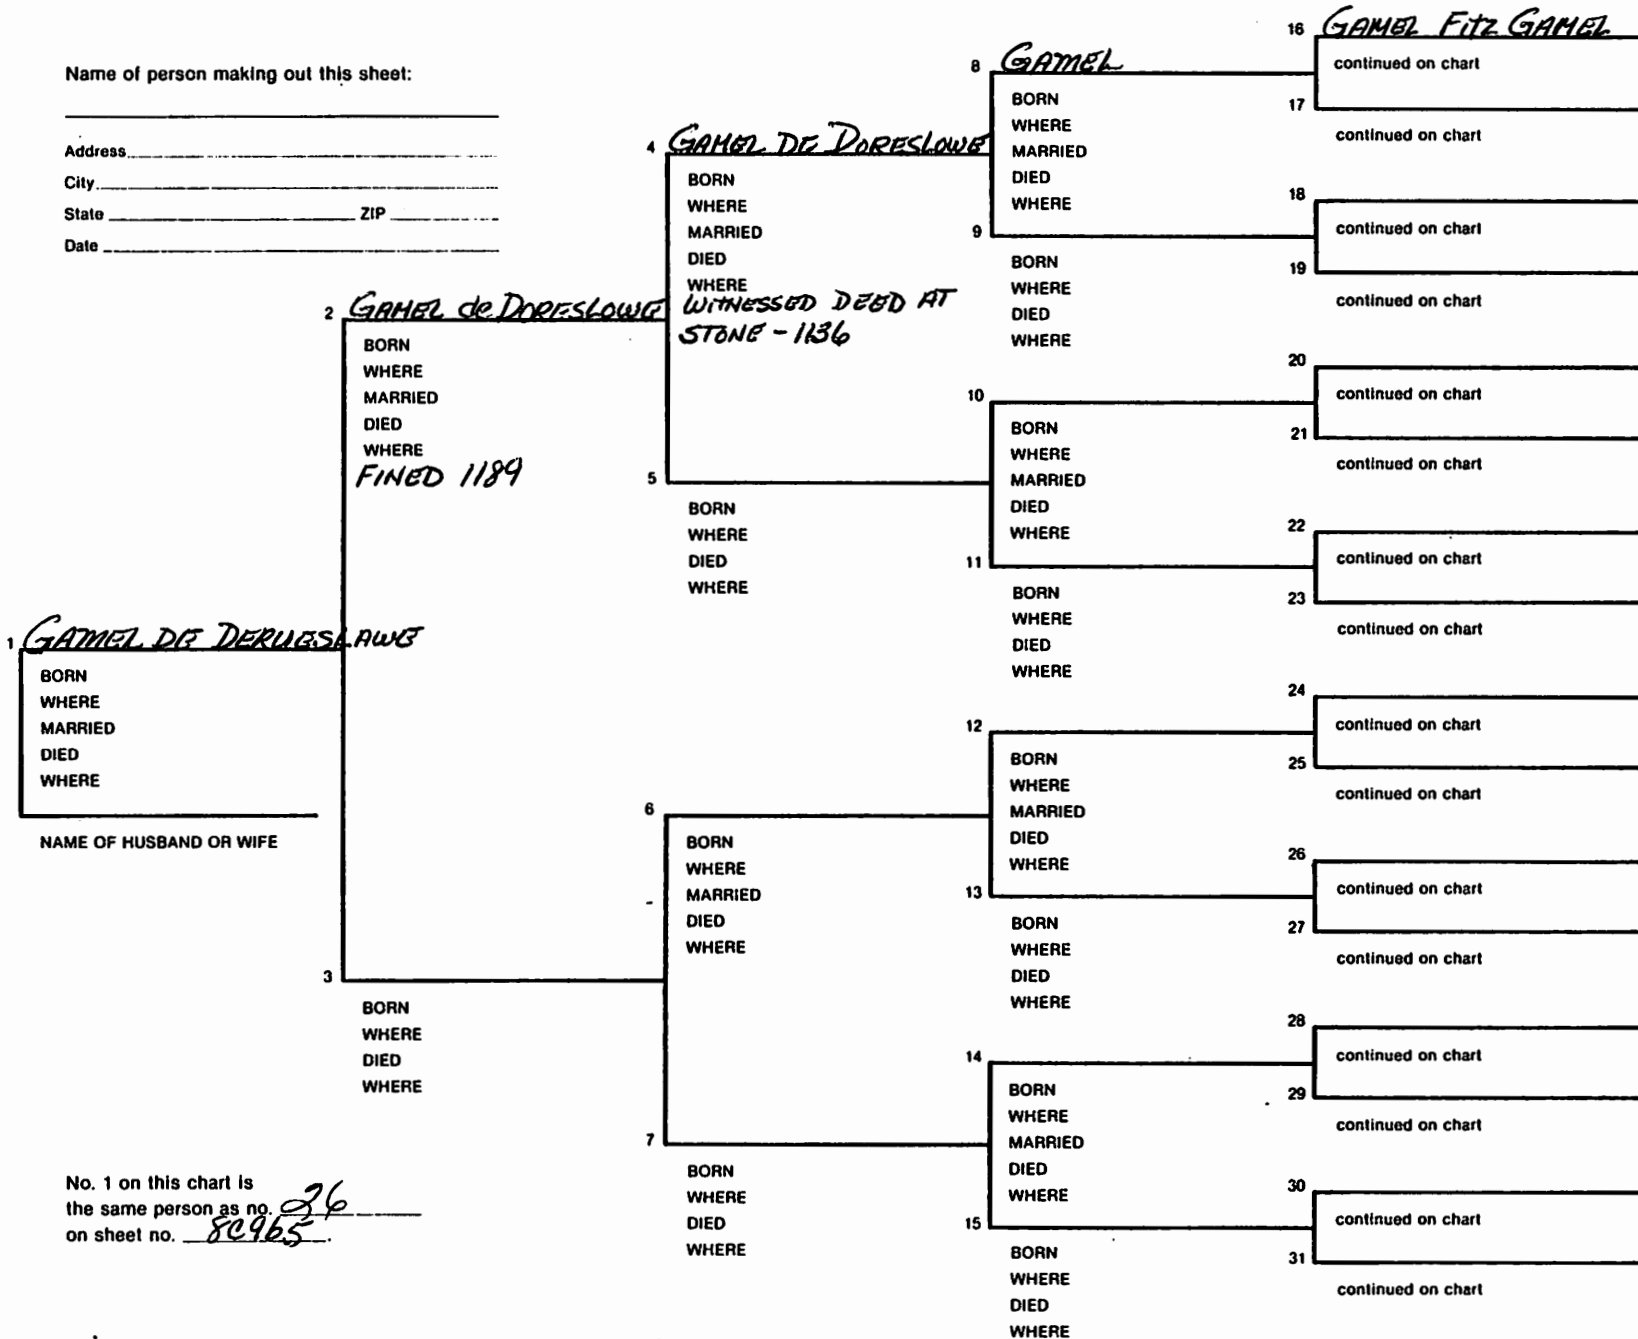 Name of person making out this sheet:
Address
City
State ZIP
Date
1 GAMEL DE DERUESLAWE
BORN
WHERE
MARRIED
DIED
WHERE
NAME OF HUSBAND OR WIFE
No. 1 on this chart is
the same person as no. 26
on sheet no. 8C965.
2 GAMEL de DORESLOWE
BORN
WHERE
MARRIED
DIED
WHERE
FINED 1189
3
BORN
WHERE
DIED
WHERE
4 GAMEL DE DORESLOWE
BORN
WHERE
MARRIED
DIED
WHERE
WITNESSED DEED AT
STONE - 1136
5
BORN
WHERE
DIED
WHERE
6
BORN
WHERE
MARRIED
DIED
WHERE
7
BORN
WHERE
DIED
WHERE
8 GAMEL
BORN
WHERE
MARRIED
DIED
WHERE
9
BORN
WHERE
DIED
WHERE
10
BORN
WHERE
MARRIED
DIED
WHERE
11
BORN
WHERE
DIED
WHERE
12
BORN
WHERE
MARRIED
DIED
WHERE
13
BORN
WHERE
DIED
WHERE
14
BORN
WHERE
MARRIED
DIED
WHERE
15
BORN
WHERE
DIED
WHERE
16 GAMEL FITZ GAMEL
continued on chart
17
continued on chart
18
continued on chart
19
continued on chart
20
continued on chart
21
continued on chart
22
continued on chart
23
continued on chart
24
continued on chart
25
continued on chart
26
continued on chart
27
continued on chart
28
continued on chart
29
continued on chart
30
continued on chart
31
continued on chart